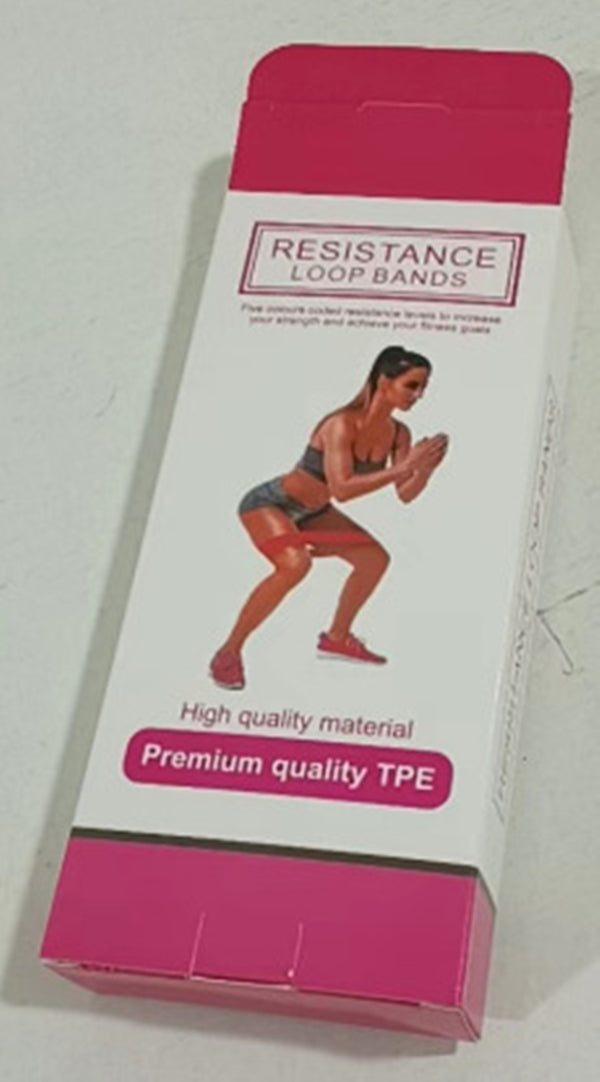 RESISTANCE
LOOP BANDS
Five colours coded resistance levels to increase
your strength and achieve your fitness goals
High quality material
Premium quality TPE